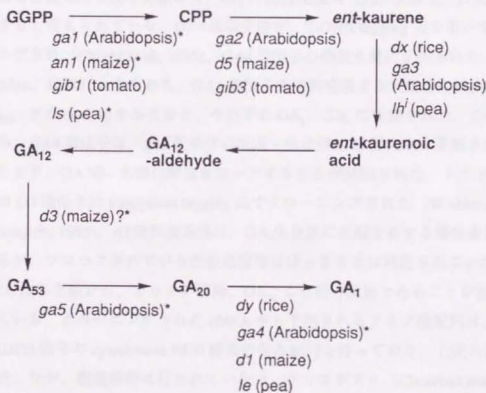 GGPP CPP ent-kaurene
ga1 (Arabidopsis)* ga2 (Arabidopsis)
an1 (maize)* d5 (maize)
gib1 (tomato) gib3 (tomato)
ls (pea)*
dx (rice)
ga3
(Arabidopsis)
lhi (pea)
GA12 GA12
-aldehyde
ent-kaurenoic
acid
d3 (maize)?*
GA53 GA20 GA1
ga5 (Arabidopsis)*
dy (rice)
ga4 (Arabidopsis)*
d1 (maize)
le (pea)